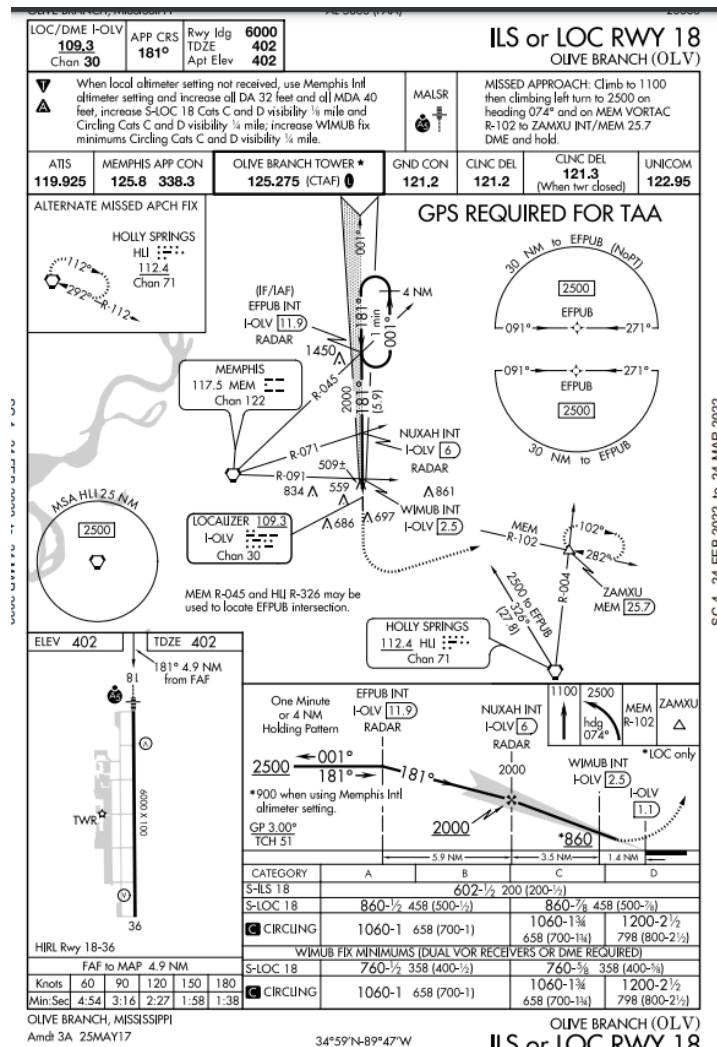 LOC/DME I-OLV
109.3
Chan 30
APP CRS
181°
Rwy ldg 6000
TDZE 402
Apt Elev 402
ILS or LOC RWY 18
OLIVE BRANCH (OLV)
T
A
When local altimeter setting not received, use Memphis Intl
altimeter setting and increase all DA 32 feet and all MDA 40
feet, increase S-LOC 18 Cats C and D visibility ⅛ mile and
Circling Cats C and D visibility ¼ mile; increase WIMUB fix
minimums Circling Cats C and D visibility ¼ mile.
MALSR
MISSED APPROACH: Climb to 1100
then climbing left turn to 2500 on
heading 074° and on MEM VORTAC
R-102 to ZAMXU INT/MEM 25.7
DME and hold.
ATIS
119.925
MEMPHIS APP CON
125.8 338.3
OLIVE BRANCH TOWER ★
125.275 (CTAF) L
GND CON
121.2
CLNC DEL
121.2
CLNC DEL
121.3
(When twr closed)
UNICOM
122.95
ALTERNATE MISSED APCH FIX
HOLLY SPRINGS
HLI
112.4
Chan 71
112°
292°
R-112
GPS REQUIRED FOR TAA
30 NM to EFPUB (NoPT)
2500
EFPUB
091°
271°
091°
271°
EFPUB
2500
30 NM to EFPUB
001°
4 NM
181°
1 min
001°
(IF/IAF)
EFPUB INT
I-OLV 11.9
RADAR
1450
R-045
2000
181°
(5.9)
MEMPHIS
117.5 MEM
Chan 122
NUXAH INT
I-OLV 6
RADAR
R-071
R-091
509±
834
559
861
WIMUB INT
I-OLV 2.5
686
697
LOCALIZER 109.3
I-OLV
Chan 30
MSA HLI 25 NM
2500
MEM
R-102
102°
282°
ZAMXU
MEM 25.7
R-004
2500 to EFPUB
326°
(27.8)
MEM R-045 and HLI R-326 may be
used to locate EFPUB intersection.
HOLLY SPRINGS
112.4 HLI
Chan 71
ELEV 402
TDZE 402
181° 4.9 NM
from FAF
18
A5
6000 X 100
TWR
V
36
HIRL Rwy 18-36
FAF to MAP 4.9 NM
Knots 60 90 120 150 180
Min:Sec 4:54 3:16 2:27 1:58 1:38
One Minute
or 4 NM
Holding Pattern
EFPUB INT
I-OLV 11.9
RADAR
NUXAH INT
I-OLV 6
RADAR
1100
2500
hdg
074°
MEM
R-102
ZAMXU
*LOC only
WIMUB INT
I-OLV 2.5
I-OLV
1.1
2500
001°
181°
181°
2000
*900 when using Memphis Intl
altimeter setting.
GP 3.00°
TCH 51
2000
*860
5.9 NM
3.5 NM
1.4 NM
CATEGORY A B C D
S-ILS 18 602-½ 200 (200-½)
S-LOC 18 860-½ 458 (500-½) 860-⅞ 458 (500-⅞)
C CIRCLING 1060-1 658 (700-1) 1060-1¾ 658 (700-1¾) 1200-2½ 798 (800-2½)
WIMUB FIX MINIMUMS (DUAL VOR RECEIVERS OR DME REQUIRED)
S-LOC 18 760-½ 358 (400-½) 760-⅝ 358 (400-⅝)
C CIRCLING 1060-1 658 (700-1) 1060-1¾ 658 (700-1¾) 1200-2½ 798 (800-2½)
OLIVE BRANCH, MISSISSIPPI
Amdt 3A 25MAY17
34°59'N-89°47'W
OLIVE BRANCH (OLV)
ILS or LOC RWY 18
SC-4, 24 FEB 2022 to 24 MAR 2022